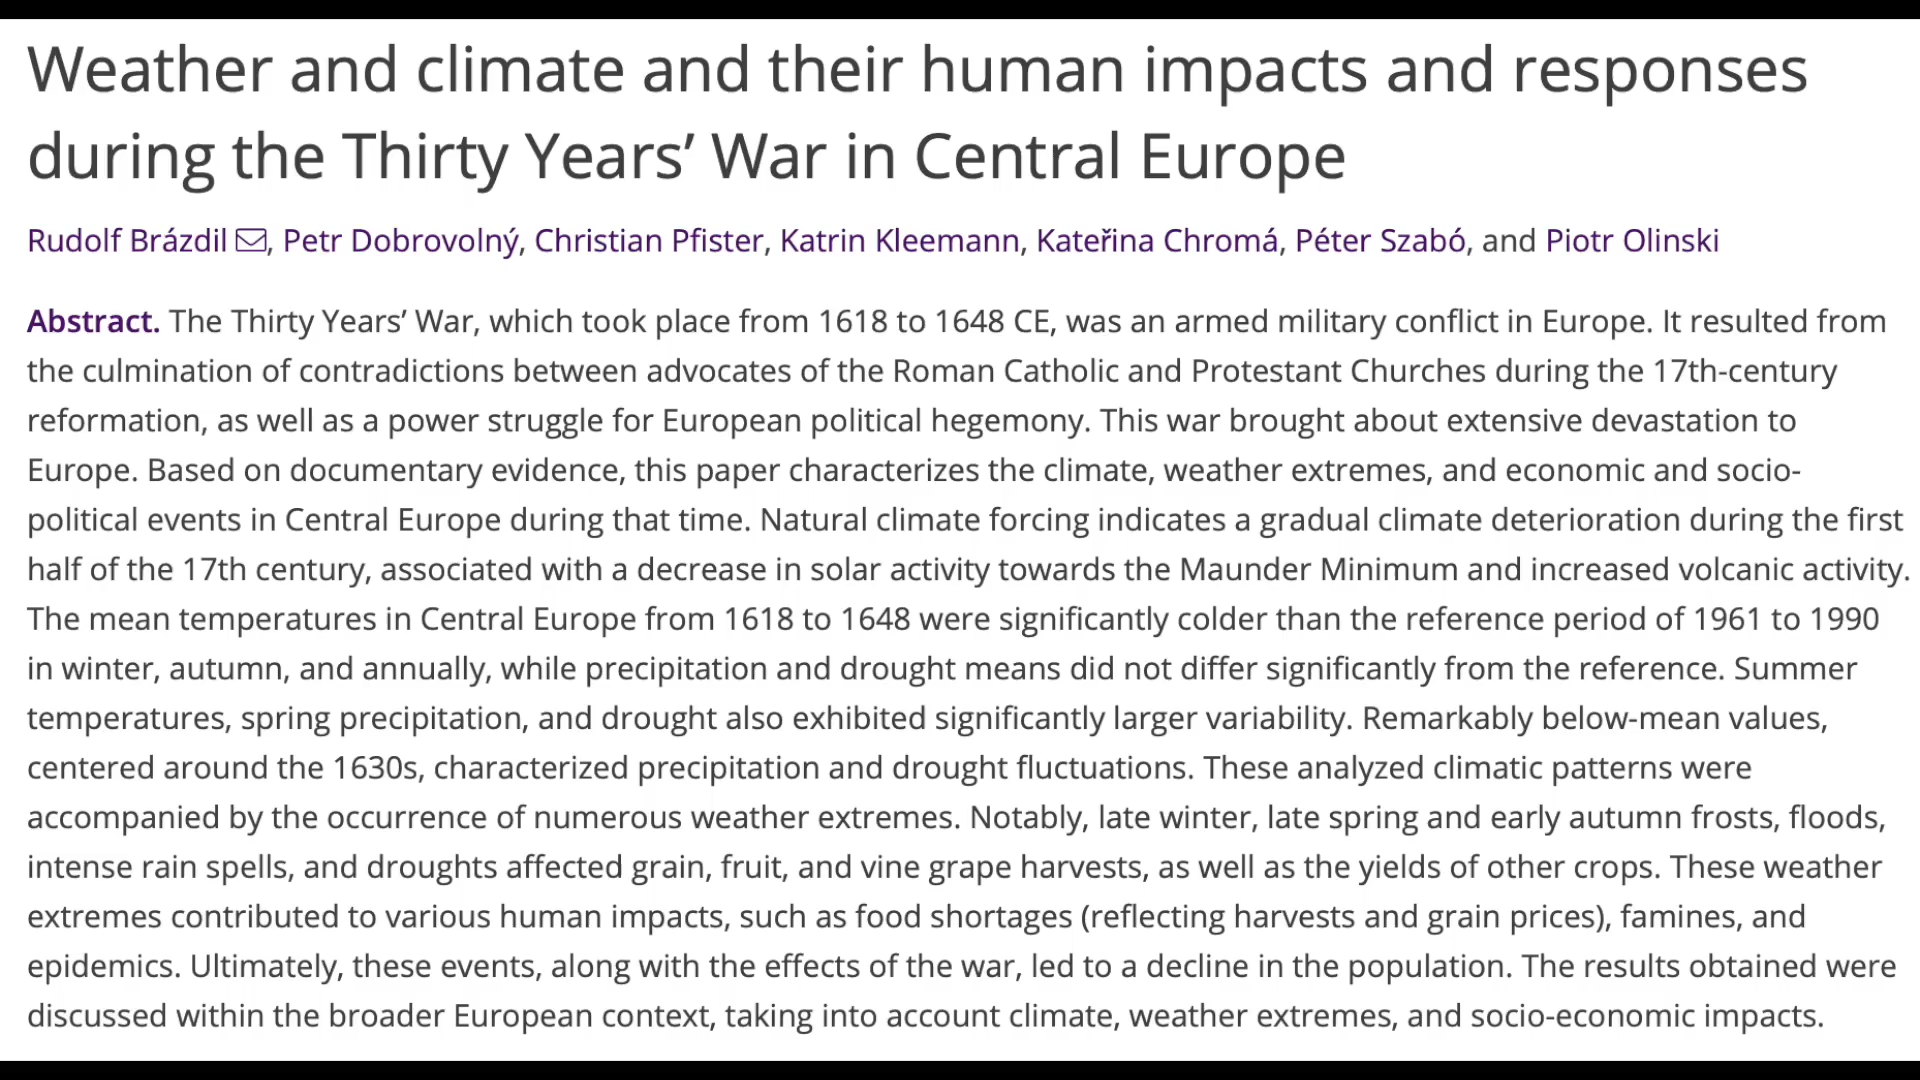 Weather and climate and their human impacts and responses
during the Thirty Years’ War in Central Europe
Rudolf Brázdil, Petr Dobrovolný, Christian Pfister, Katrin Kleemann, Kateřina Chromá, Péter Szabó, and Piotr Olinski
Abstract. The Thirty Years’ War, which took place from 1618 to 1648 CE, was an armed military conflict in Europe. It resulted from
the culmination of contradictions between advocates of the Roman Catholic and Protestant Churches during the 17th-century
reformation, as well as a power struggle for European political hegemony. This war brought about extensive devastation to
Europe. Based on documentary evidence, this paper characterizes the climate, weather extremes, and economic and socio-
political events in Central Europe during that time. Natural climate forcing indicates a gradual climate deterioration during the first
half of the 17th century, associated with a decrease in solar activity towards the Maunder Minimum and increased volcanic activity.
The mean temperatures in Central Europe from 1618 to 1648 were significantly colder than the reference period of 1961 to 1990
in winter, autumn, and annually, while precipitation and drought means did not differ significantly from the reference. Summer
temperatures, spring precipitation, and drought also exhibited significantly larger variability. Remarkably below-mean values,
centered around the 1630s, characterized precipitation and drought fluctuations. These analyzed climatic patterns were
accompanied by the occurrence of numerous weather extremes. Notably, late winter, late spring and early autumn frosts, floods,
intense rain spells, and droughts affected grain, fruit, and vine grape harvests, as well as the yields of other crops. These weather
extremes contributed to various human impacts, such as food shortages (reflecting harvests and grain prices), famines, and
epidemics. Ultimately, these events, along with the effects of the war, led to a decline in the population. The results obtained were
discussed within the broader European context, taking into account climate, weather extremes, and socio-economic impacts.